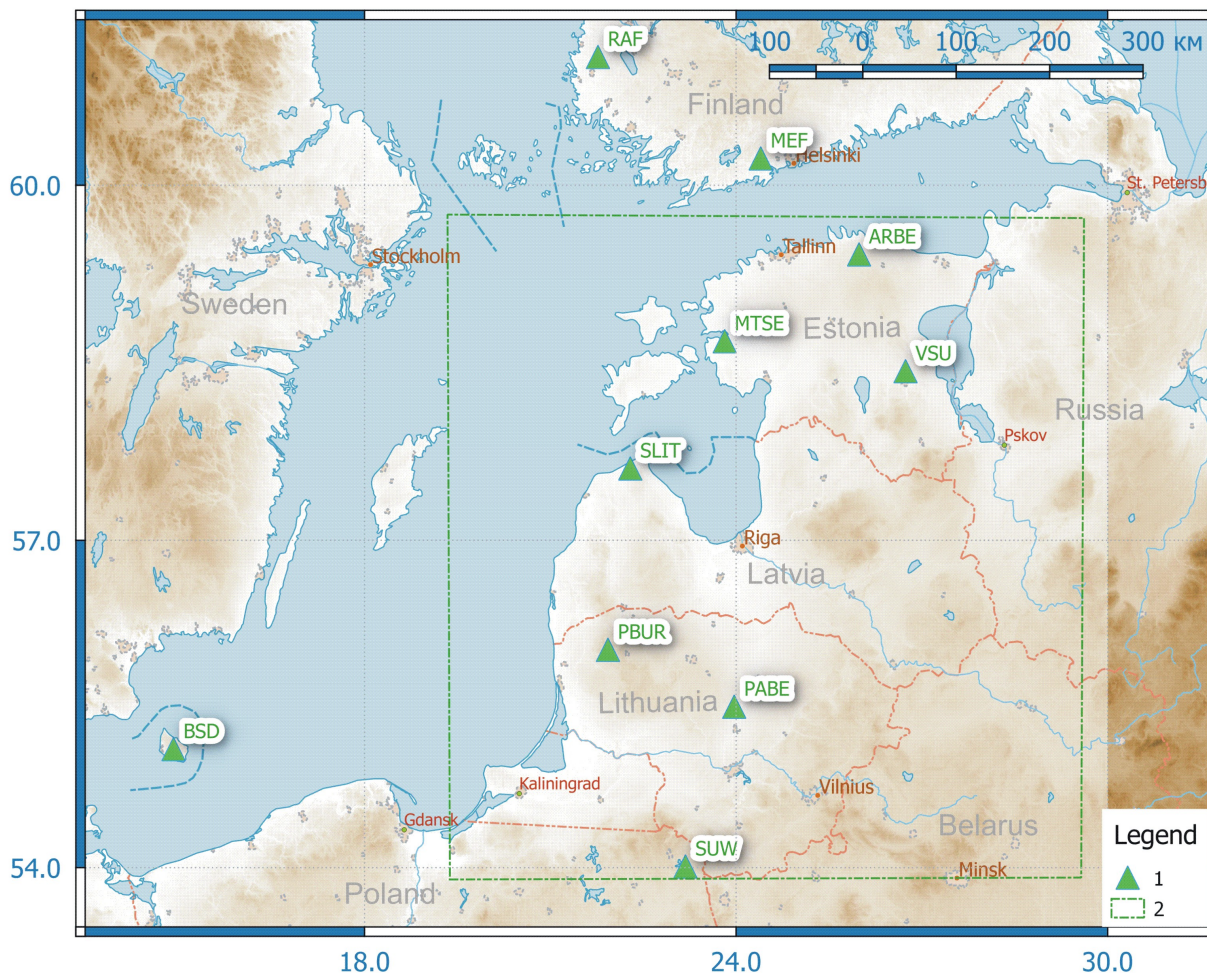 RAF
100 0 100 200 300 км
Finland
MEF
Helsinki
60.0
St. Petersb
ARBE
Tallinn
Stockholm
Sweden
MTSE
Estonia
VSU
Russia
Pskov
SLIT
57.0
Riga
Latvia
PBUR
PABE
Lithuania
BSD
Kaliningrad
Vilnius
Gdansk
Belarus
Legend
SUW
54.0
Minsk
1
Poland
2
18.0 24.0 30.0